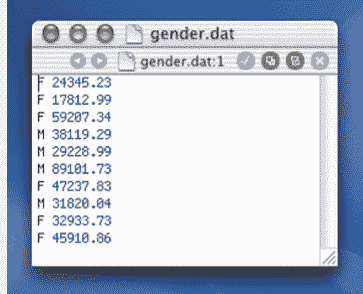 gender.dat
gender.dat:1
F 24345.23
F 17812.99
F 59207.34
M 38119.29
M 29228.99
M 89101.73
F 47237.83
M 31820.04
F 32933.73
F 45910.86